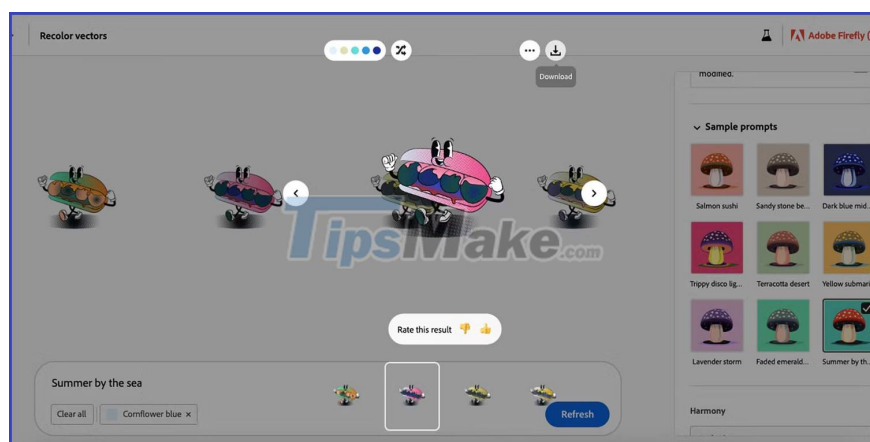 Recolor vectors
Adobe Firefly (
Download
modified.
Sample prompts
Salmon sushi
Sandy stone be...
Dark blue mid...
TipsMake.com
Trippy disco lig...
Terracotta desert
Yellow submari
Rate this result
Lavender storm
Faded emerald...
Summer by th...
Summer by the sea
Clear all
Cornflower blue ×
Refresh
Harmony